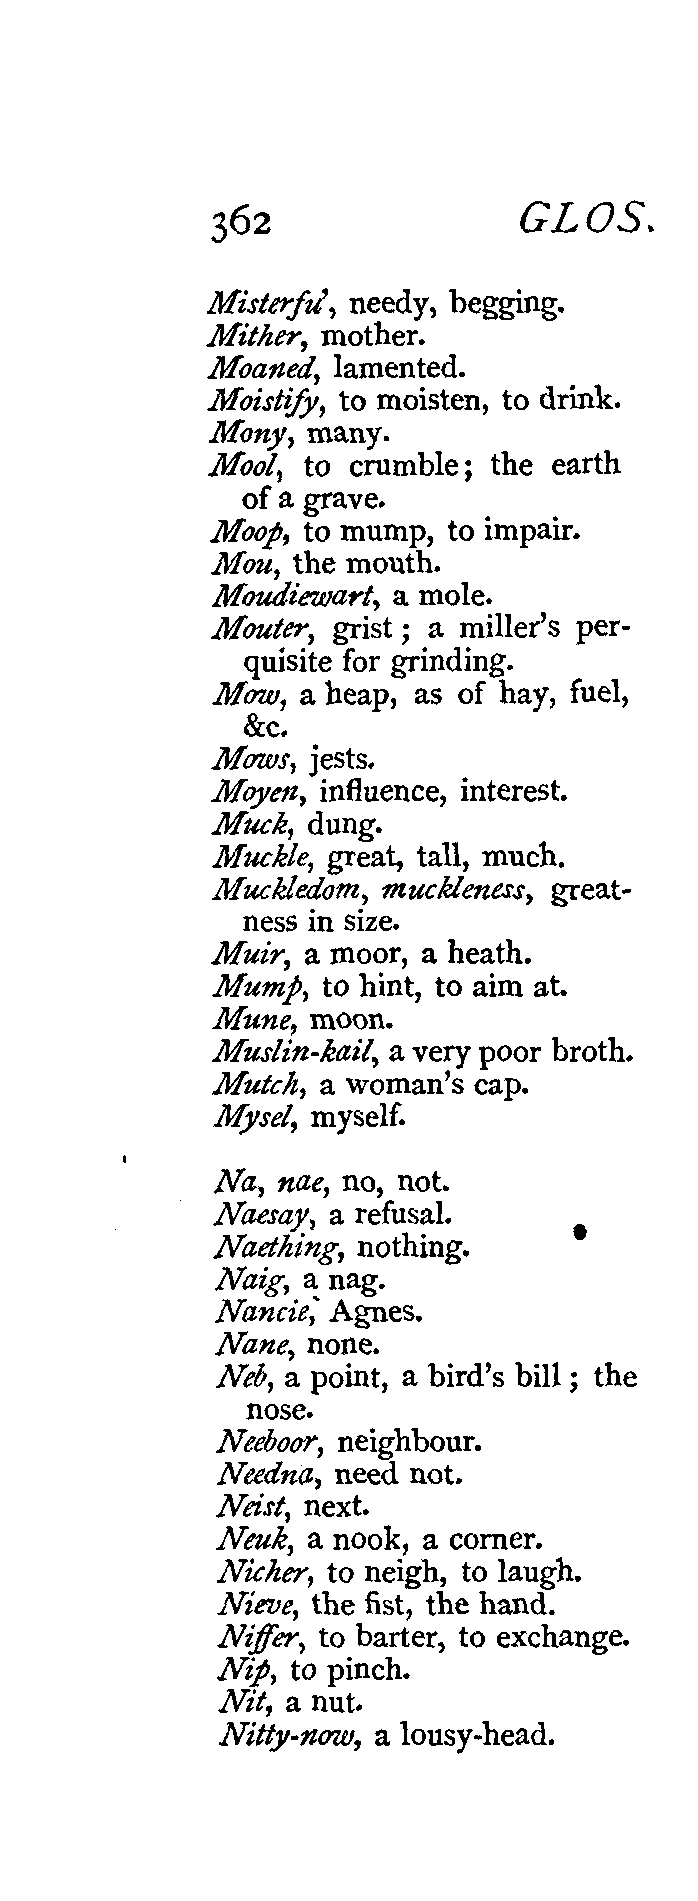 362 GLOS.
Misterfu', needy, begging.
Mither, mother.
Moaned, lamented.
Moistify, to moisten, to drink.
Mony, many.
Mool, to crumble; the earth
of a grave.
Moop, to mump, to impair.
Mou, the mouth.
Moudiewart, a mole.
Mouter, grist; a miller's per-
quisite for grinding.
Mow, a heap, as of hay, fuel,
&c.
Mows, jests.
Moyen, influence, interest.
Muck, dung.
Muckle, great, tall, much.
Muckledom, muckleness, great-
ness in size.
Muir, a moor, a heath.
Mump, to hint, to aim at.
Mune, moon.
Muslin-kail, a very poor broth.
Mutch, a woman's cap.
Mysel, myself.
Na, nae, no, not.
Naesay, a refusal.
Naething, nothing.
Naig, a nag.
Nancie, Agnes.
Nane, none.
Neb, a point, a bird's bill; the
nose.
Neeboor, neighbour.
Needna, need not.
Neist, next.
Neuk, a nook, a corner.
Nicher, to neigh, to laugh.
Nieve, the fist, the hand.
Niffer, to barter, to exchange.
Nip, to pinch.
Nit, a nut.
Nitty-now, a lousy-head.